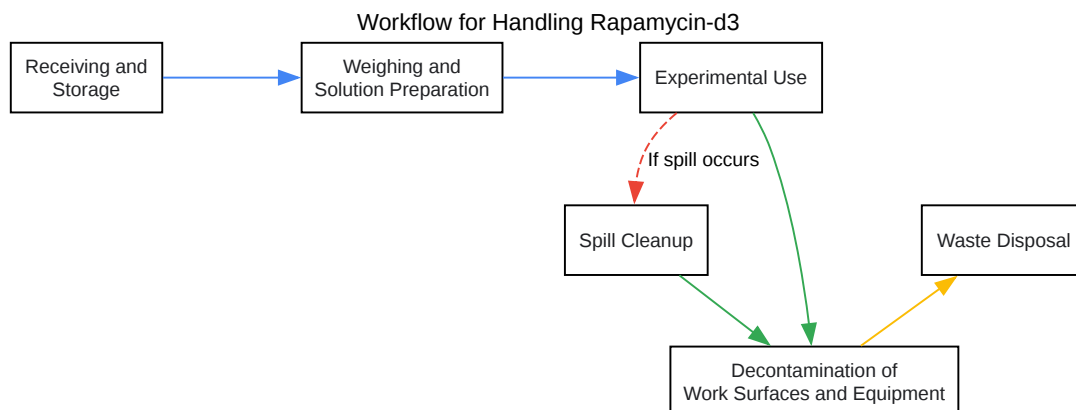 Workflow for Handling Rapamycin-d3
Receiving and
Storage
Weighing and
Solution Preparation
Experimental Use
If spill occurs
Spill Cleanup
Waste Disposal
Decontamination of
Work Surfaces and Equipment